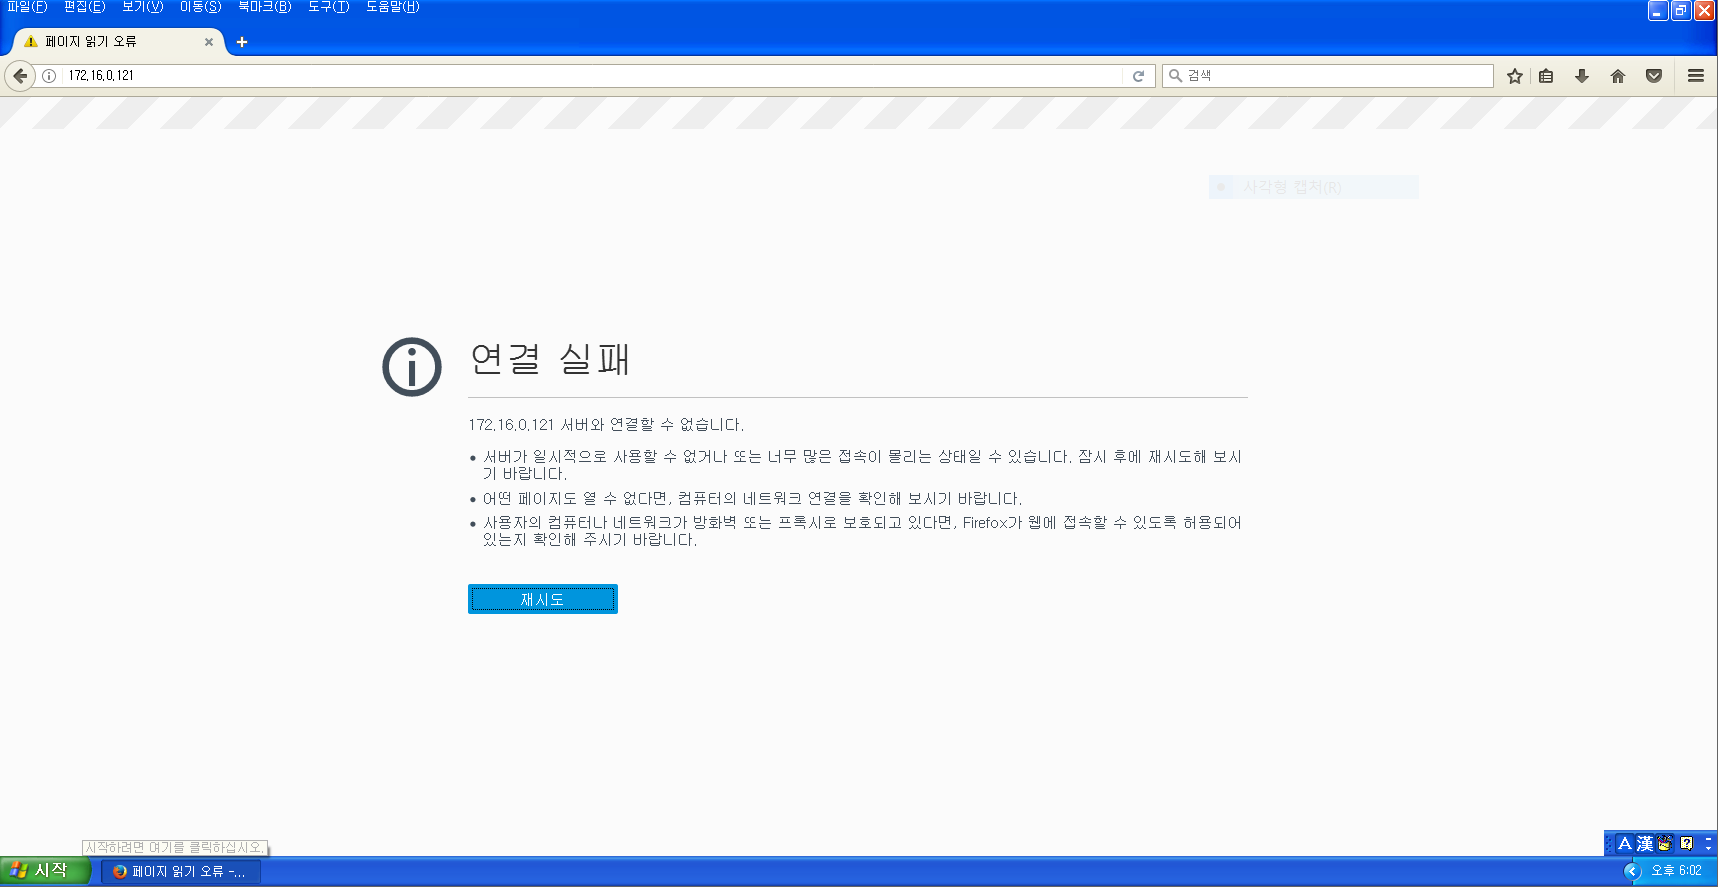 파일(F) 편집(E) 보기(V) 이동(S) 북마크(B) 도구(T) 도움말(H)
페이지 읽기 오류
172.16.0.121
검색
사각형 캡처(R)
연결 실패
172.16.0.121 서버와 연결할 수 없습니다.
서버가 일시적으로 사용할 수 없거나 또는 너무 많은 접속이 몰리는 상태일 수 있습니다. 잠시 후에 재시도해 보시
기 바랍니다.
어떤 페이지도 열 수 없다면, 컴퓨터의 네트워크 연결을 확인해 보시기 바랍니다.
사용자의 컴퓨터나 네트워크가 방화벽 또는 프록시로 보호되고 있다면, Firefox가 웹에 접속할 수 있도록 허용되어
있는지 확인해 주시기 바랍니다.
재시도
시작하려면 여기를 클릭하십시오.
A 漢
시작
페이지 읽기 오류 -...
오후 6:02